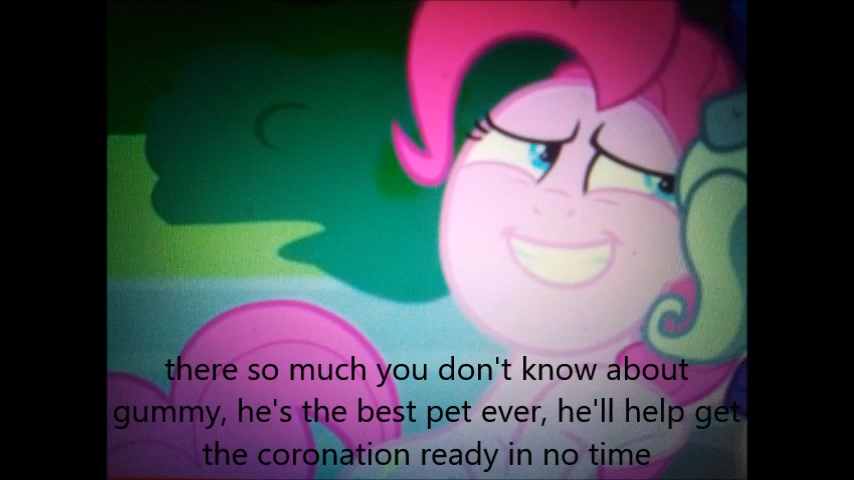 there so much you don't know about
gummy, he's the best pet ever, he'll help get
the coronation ready in no time